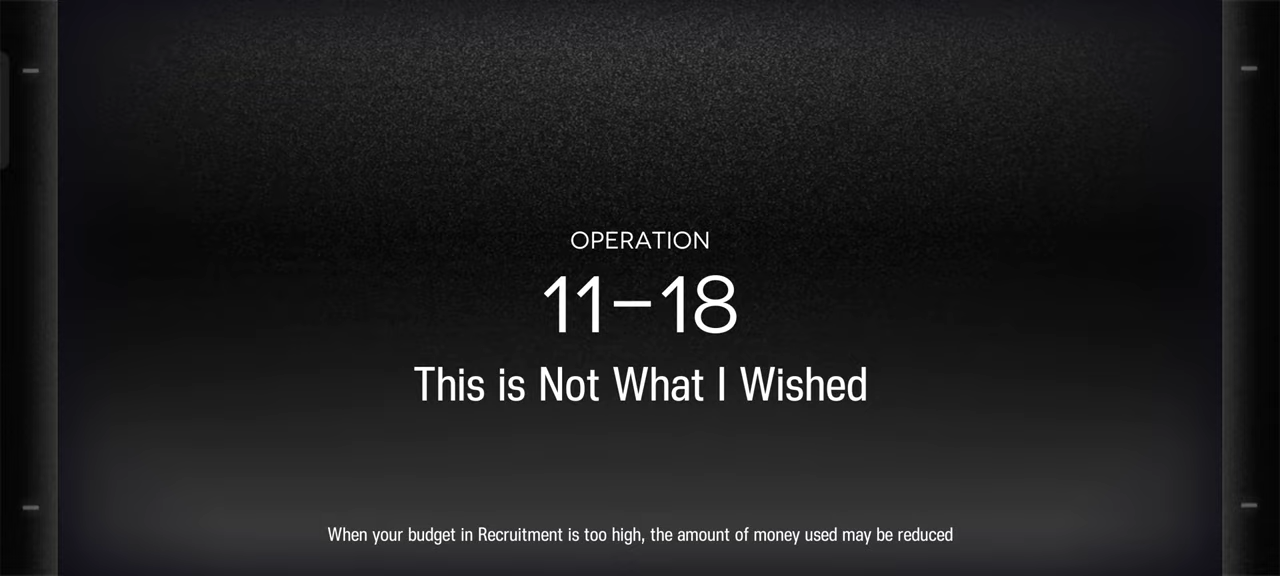 OPERATION
11–18
This is Not What I Wished
When your budget in Recruitment is too high, the amount of money used may be reduced